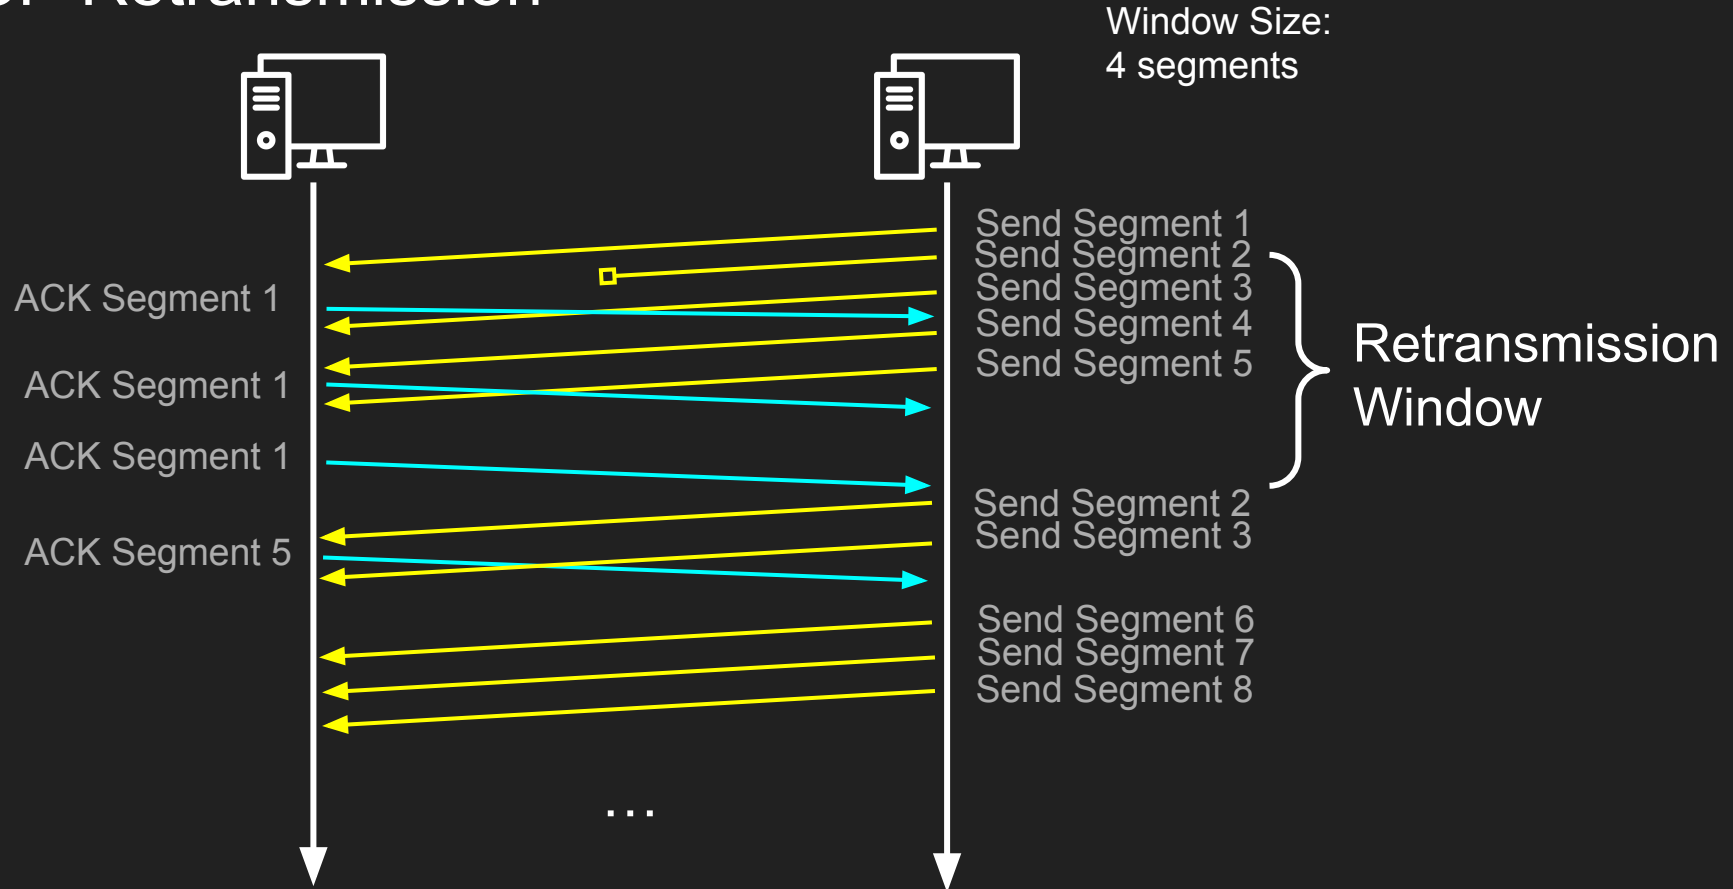 Retransmission
Window Size:
4 segments
Send Segment 1
Send Segment 2
Send Segment 3
ACK Segment 1
Send Segment 4
Send Segment 5
Retransmission
Window
ACK Segment 1
ACK Segment 1
Send Segment 2
Send Segment 3
ACK Segment 5
Send Segment 6
Send Segment 7
Send Segment 8
...